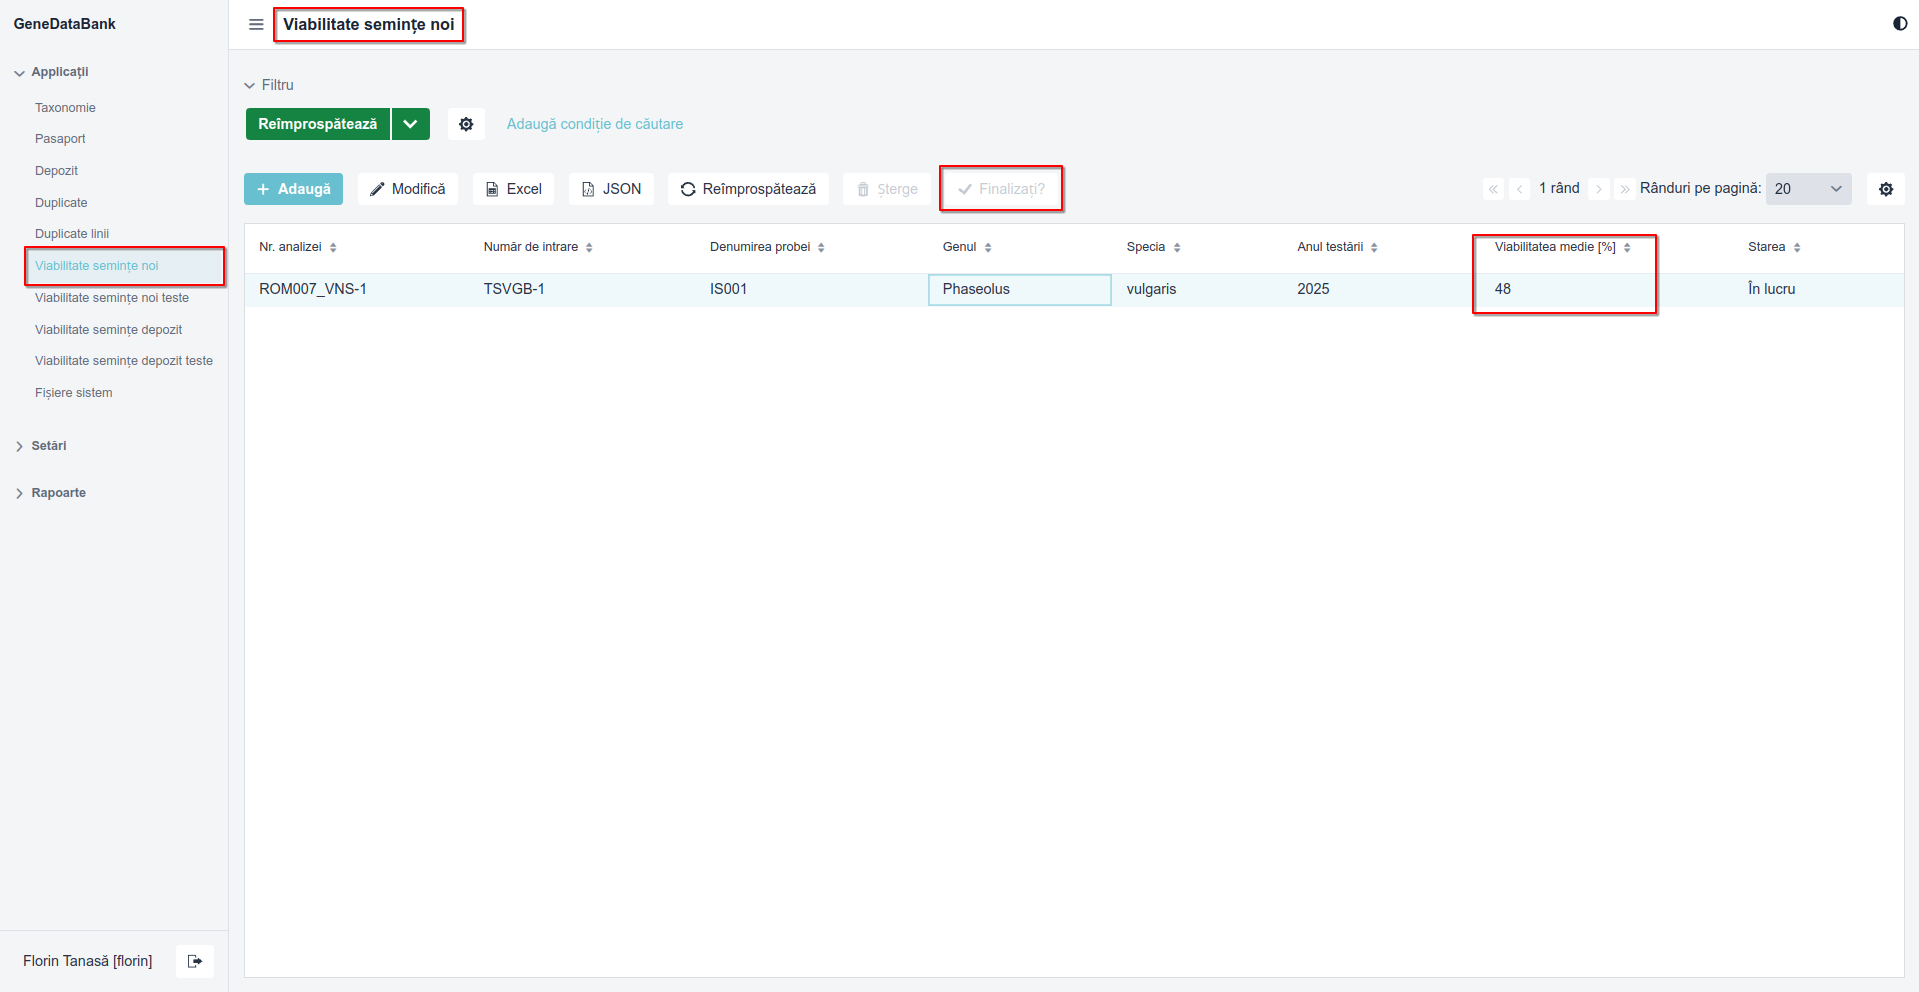 GeneDataBank
Viabilitate semințe noi
Applicații
Taxonomie
Pasaport
Depozit
Duplicate
Duplicate linii
Viabilitate semințe noi
Viabilitate semințe noi teste
Viabilitate semințe depozit
Viabilitate semințe depozit teste
Fișiere sistem
Setări
Rapoarte
Florin Tanasă [florin]
Filtru
Reîmprospătează
Adaugă condiție de căutare
Adaugă Modifică Excel JSON Reîmprospătează Șterge Finalizați? 1 rând Rânduri pe pagină: 20
Nr. analizei Număr de intrare Denumirea probei Genul Specia Anul testării Viabilitatea medie [%] Starea
ROM007_VNS-1 TSVGB-1 IS001 Phaseolus vulgaris 2025 48 În lucru